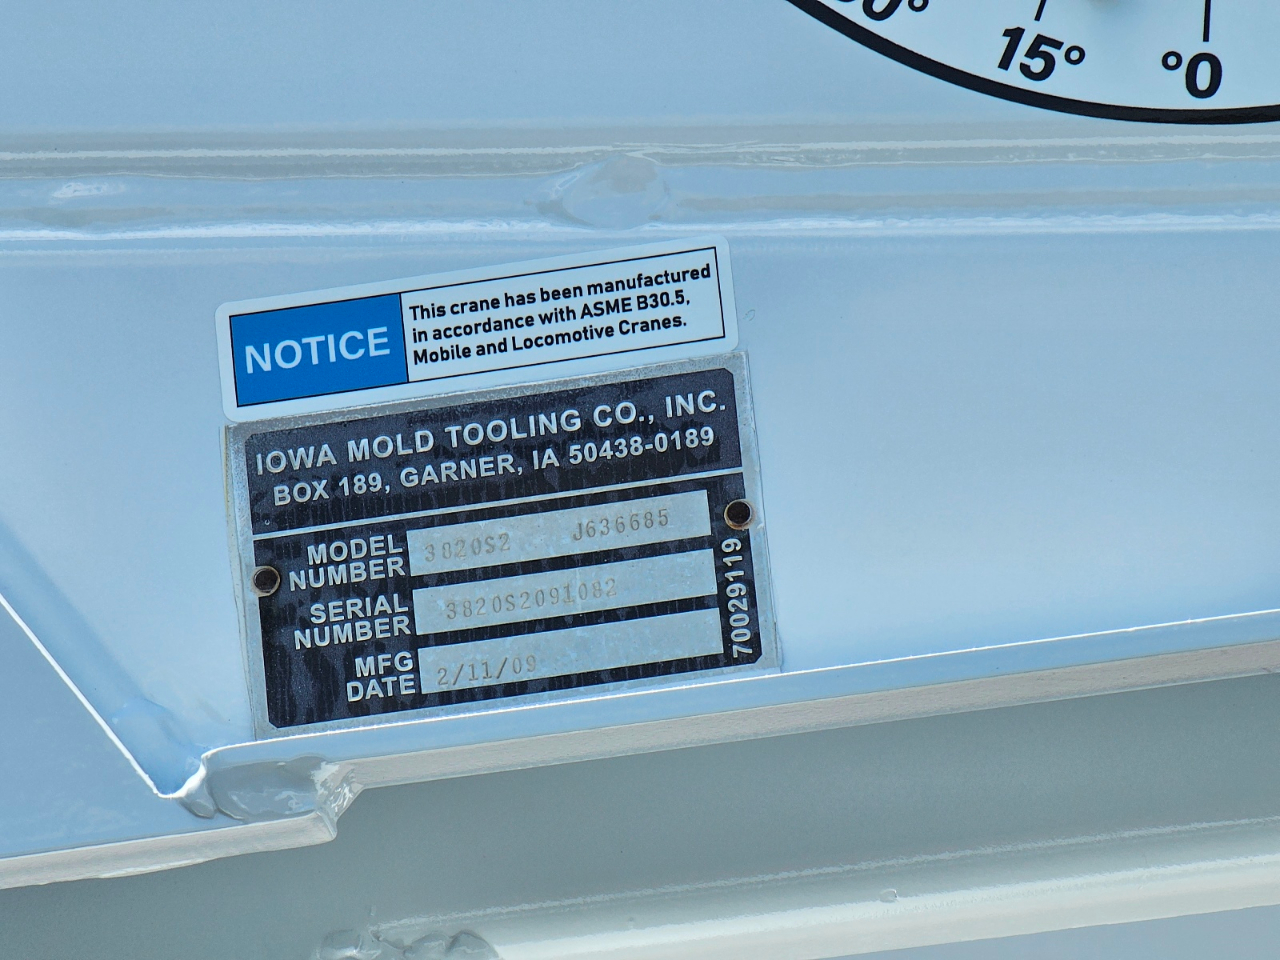 15° °0
NOTICE
This crane has been manufactured
in accordance with ASME B30.5,
Mobile and Locomotive Cranes.
IOWA MOLD TOOLING CO., INC.
BOX 189, GARNER, IA 50438-0189
MODEL NUMBER 3820S2 J636685
SERIAL NUMBER 3820S2091082
MFG DATE 2/11/09
70029119